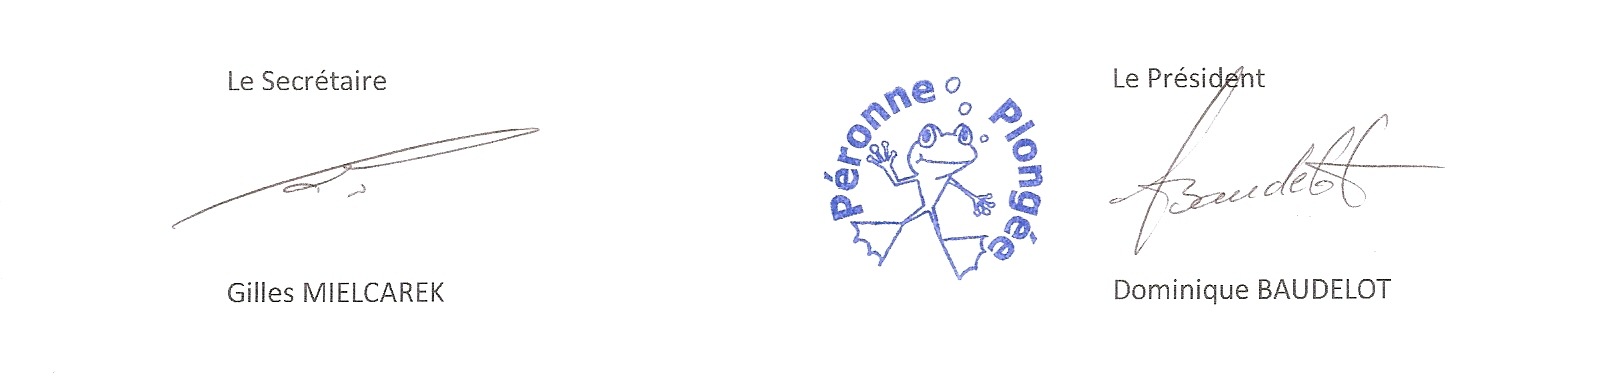 Le Secrétaire
Gilles MIELCAREK
Péronne Plongée
Le Président
Baudelot
Dominique BAUDELOT